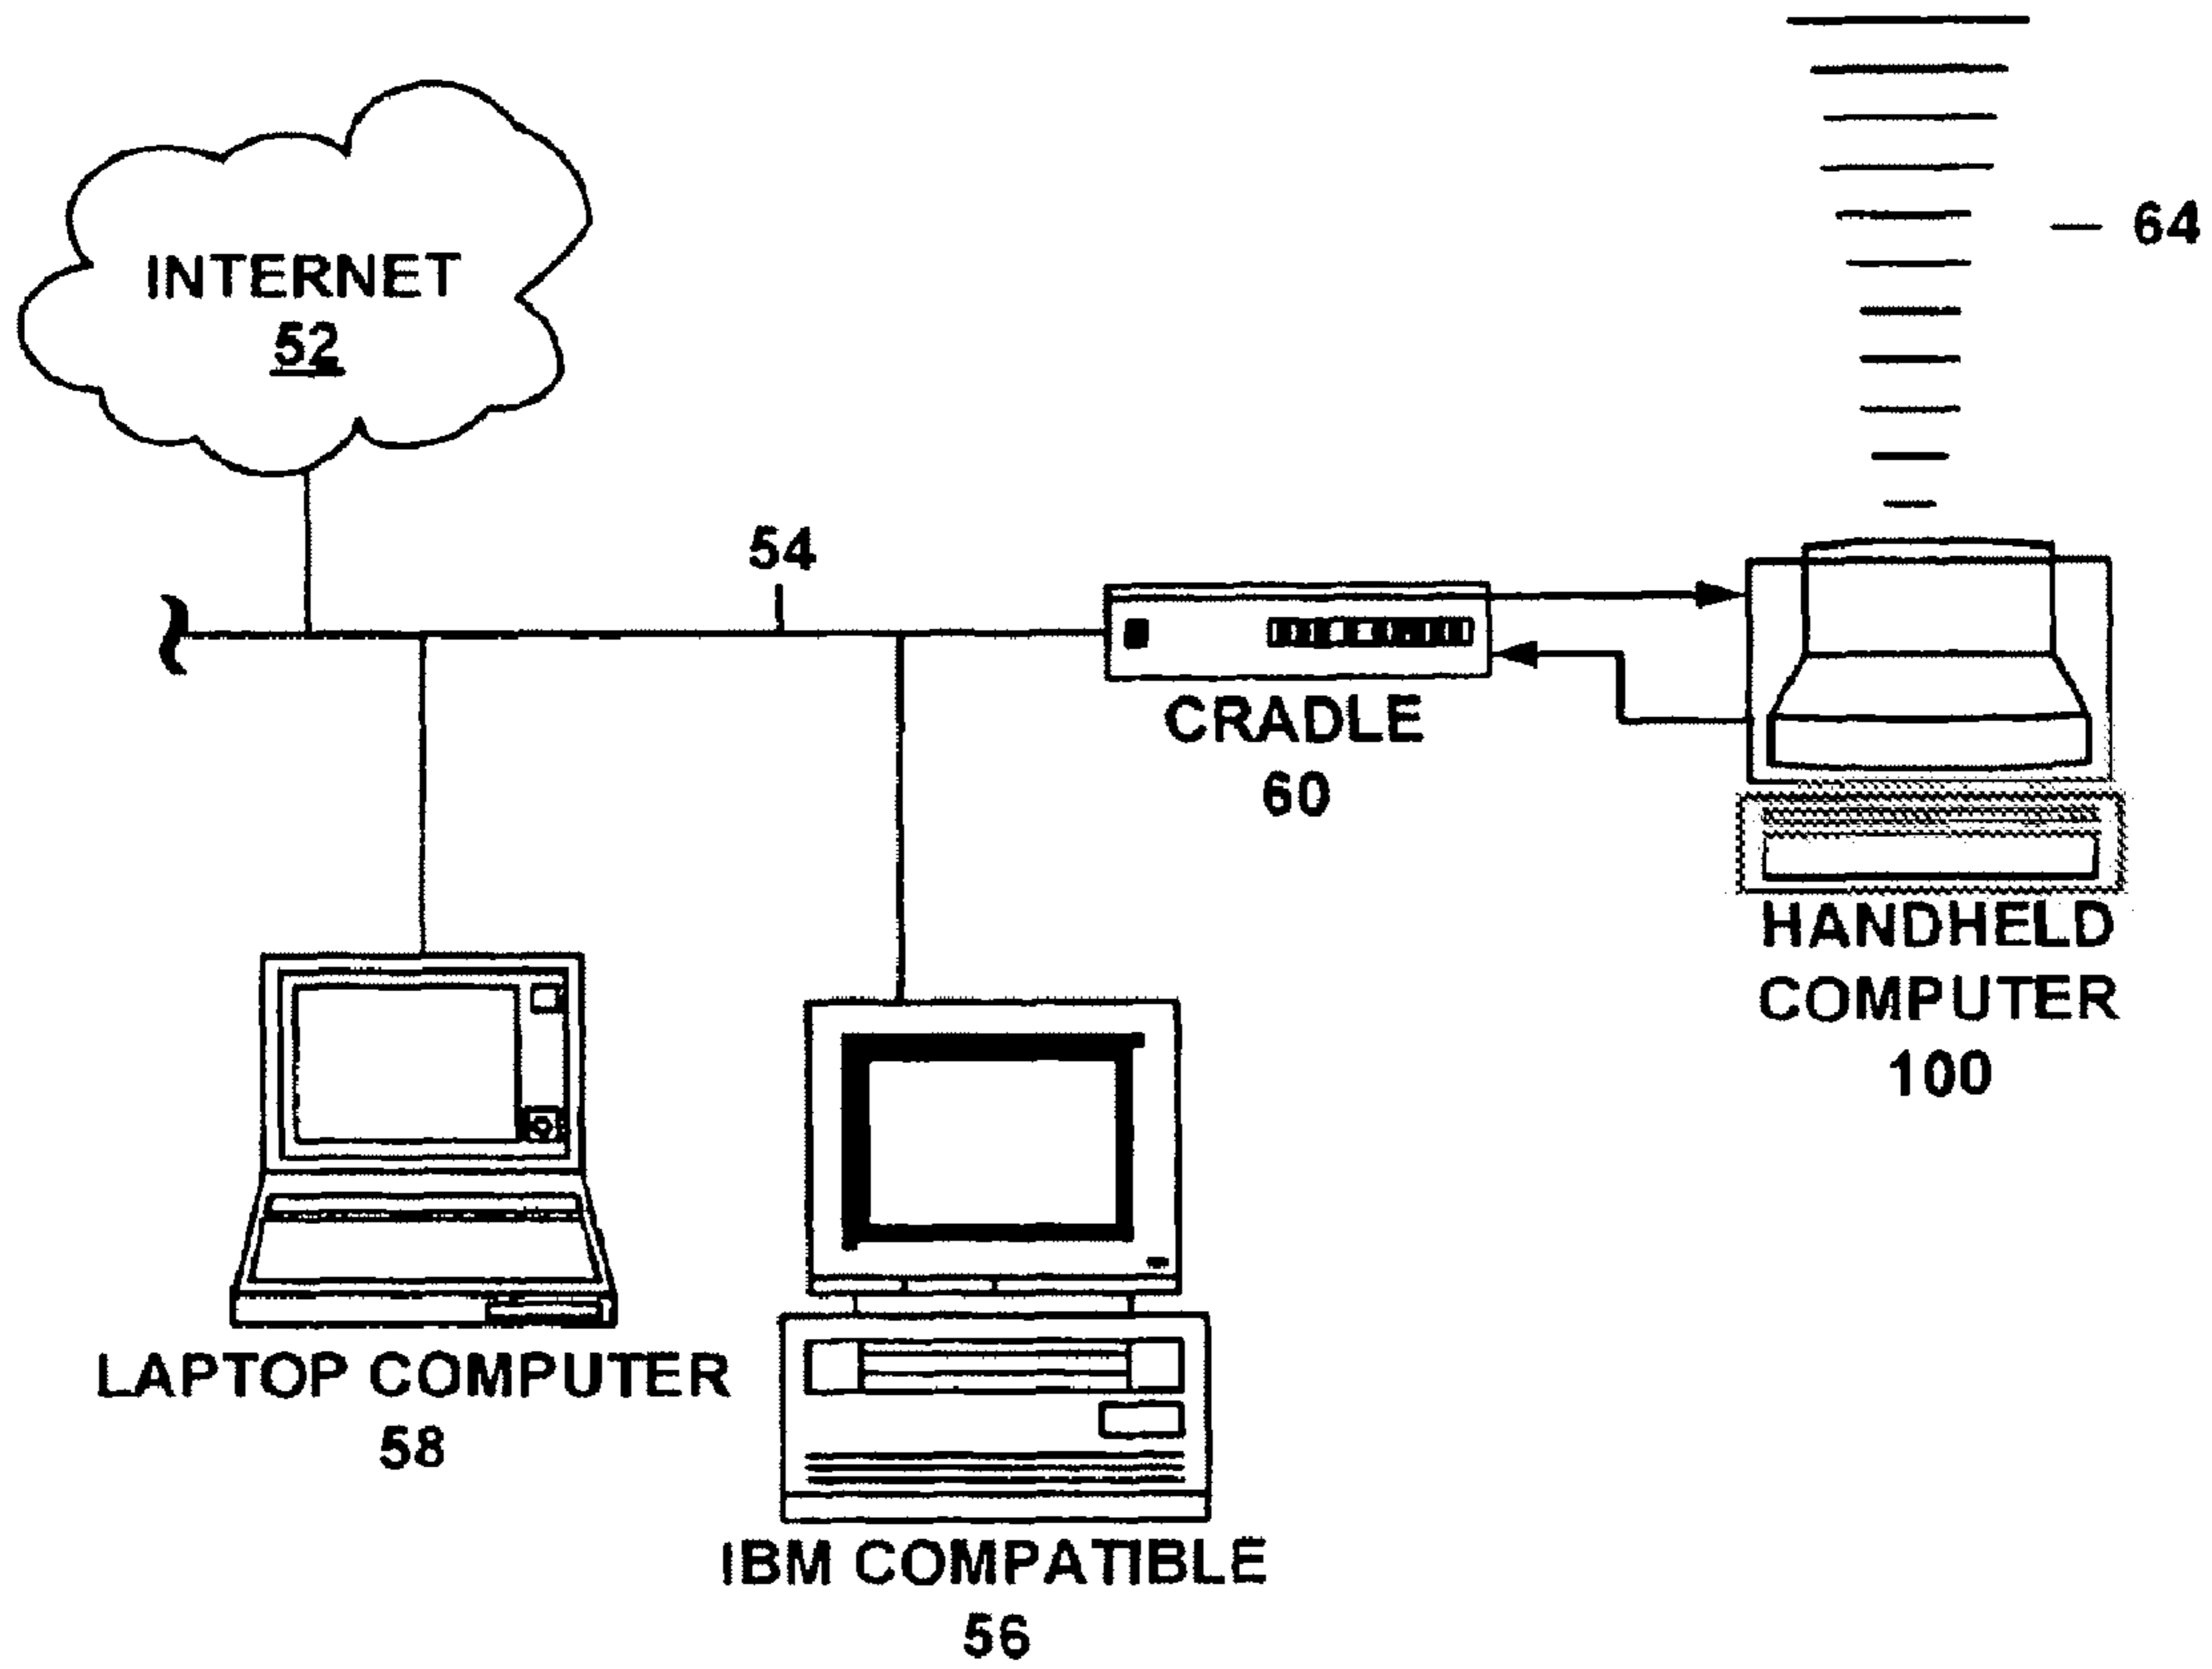 INTERNET
52
64
54
CRADLE
60
HANDHELD
COMPUTER
100
LAPTOP COMPUTER
58
IBM COMPATIBLE
56